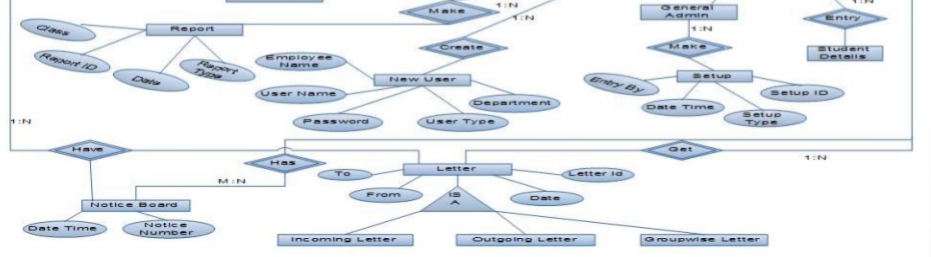 Make
1:N
1:N
General
Admin
1:N
Entry
Class
Report
Create
1:N
Make
Student
Details
Report ID
Date
Report
Type
Employee
Name
New User
Setup
Entry By
User Name
Department
Date Time
Setup ID
Password
User Type
Setup
Type
1:N
Have
Has
Get
1:N
To
Letter
Letter Id
M:N
From
IS
A
Date
Notice Board
Date Time
Notice
Number
Incoming Letter
Outgoing Letter
Groupwise Letter